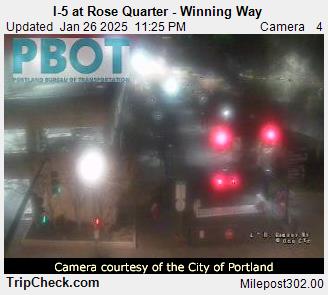 I-5 at Rose Quarter - Winning Way
Updated Jan 26 2025 11:25 PM Camera 4
PBOT
PORTLAND BUREAU OF TRANSPORTATION
Camera courtesy of the City of Portland
TripCheck.com Milepost302.00